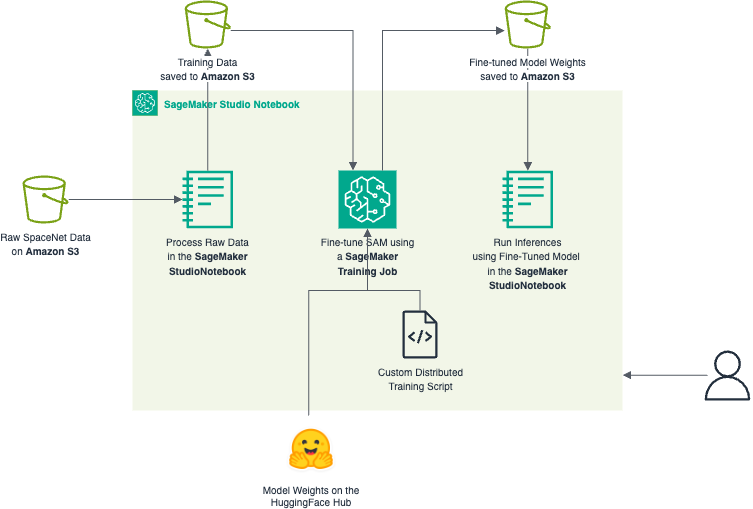 Training Data
saved to Amazon S3
Fine-tuned Model Weights
saved to Amazon S3
SageMaker Studio Notebook
Raw SpaceNet Data
on Amazon S3
Process Raw Data
in the SageMaker
StudioNotebook
Fine-tune SAM using
a SageMaker
Training Job
Run Inferences
using Fine-Tuned Model
in the SageMaker
StudioNotebook
</>
Custom Distributed
Training Script
Model Weights on the
HuggingFace Hub